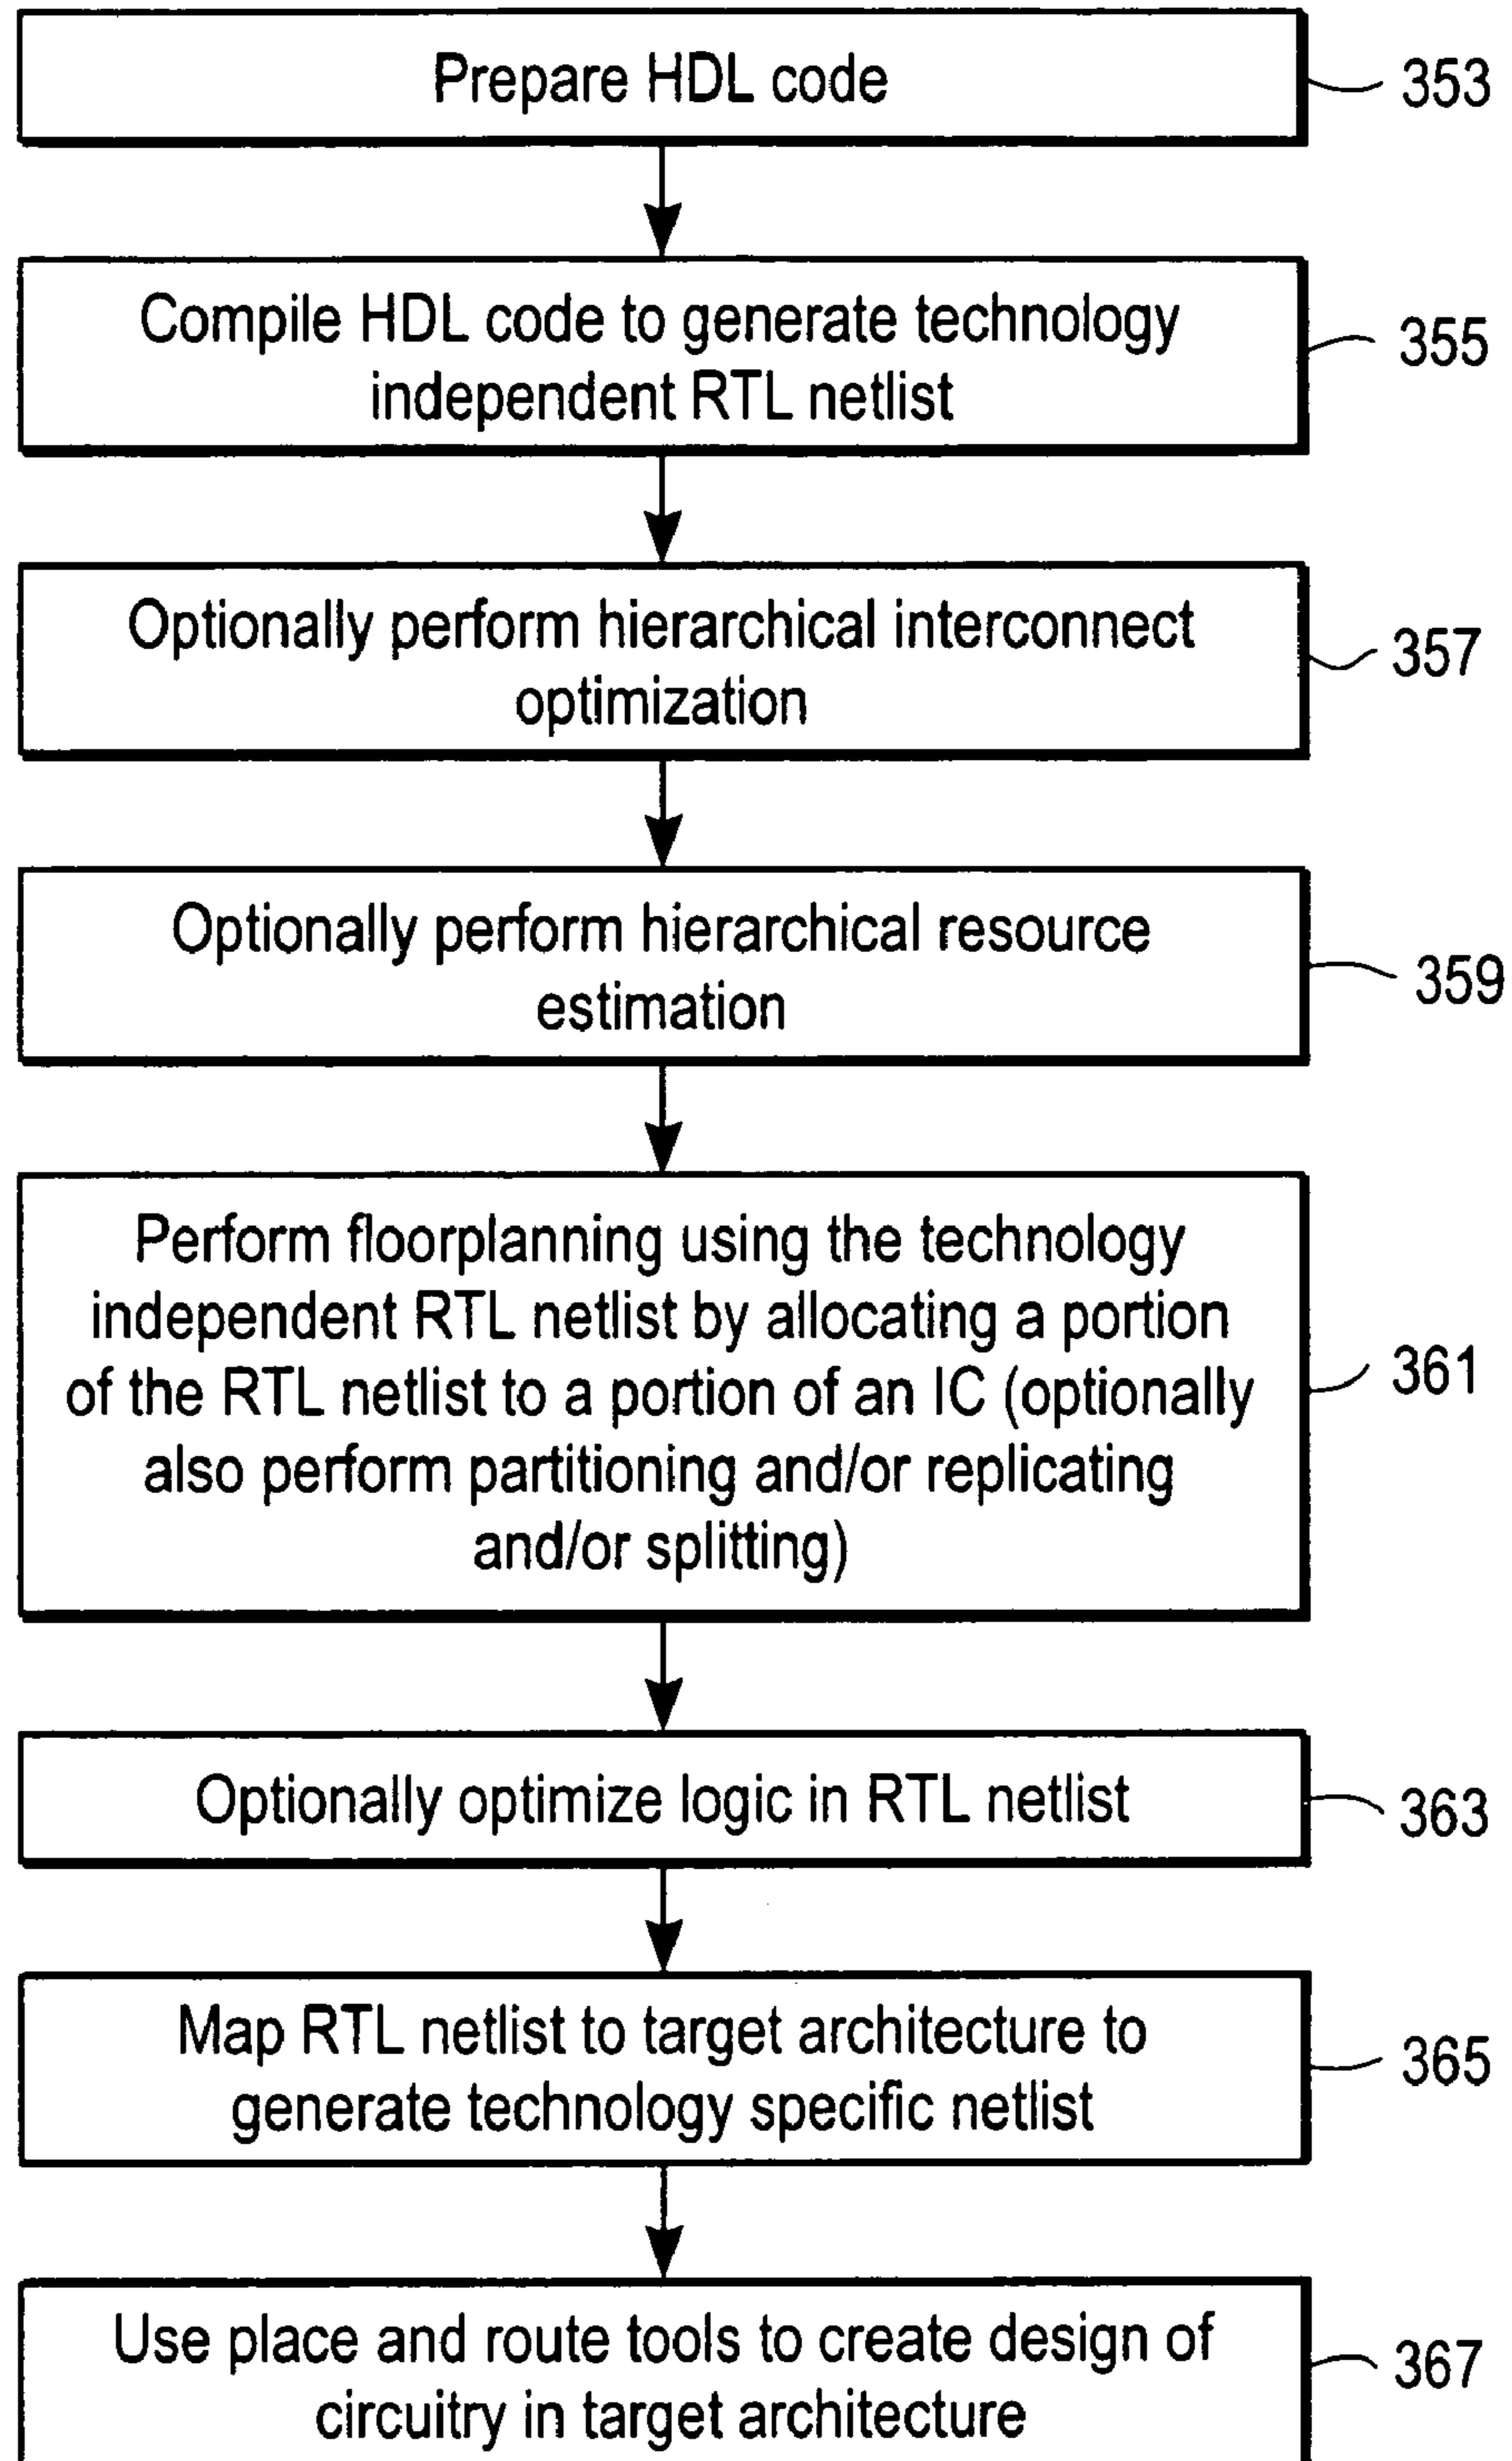 Prepare HDL code
353
Compile HDL code to generate technology
independent RTL netlist
355
Optionally perform hierarchical interconnect
optimization
357
Optionally perform hierarchical resource
estimation
359
Perform floorplanning using the technology
independent RTL netlist by allocating a portion
of the RTL netlist to a portion of an IC (optionally
also perform partitioning and/or replicating
and/or splitting)
361
Optionally optimize logic in RTL netlist
363
Map RTL netlist to target architecture to
generate technology specific netlist
365
Use place and route tools to create design of
circuitry in target architecture
367